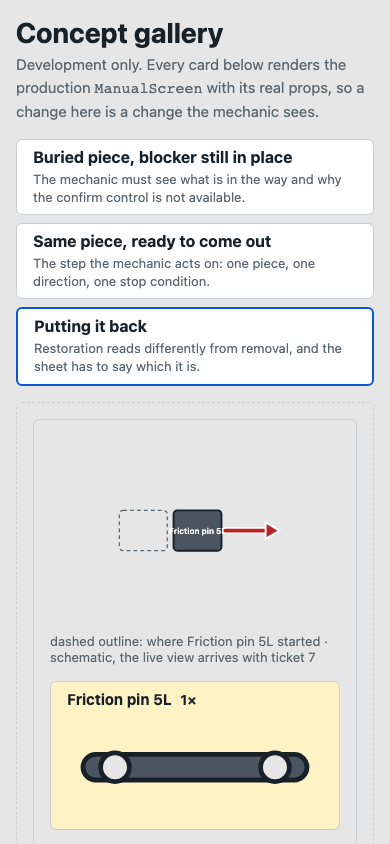 Concept gallery
Development only. Every card below renders the
production ManualScreen with its real props, so a
change here is a change the mechanic sees.
Buried piece, blocker still in place
The mechanic must see what is in the way and why
the confirm control is not available.
Same piece, ready to come out
The step the mechanic acts on: one piece, one
direction, one stop condition.
Putting it back
Restoration reads differently from removal, and the
sheet has to say which it is.
Friction pin 5L
dashed outline: where Friction pin 5L started ·
schematic, the live view arrives with ticket 7
Friction pin 5L 1×